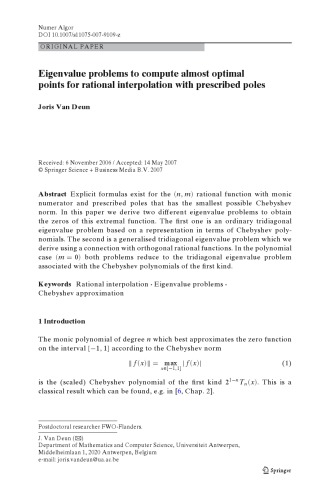 Numer Algor
DOI 10.1007/s11075-007-9109-z
ORIGINAL PAPER
Eigenvalue problems to compute almost optimal
points for rational interpolation with prescribed poles
Joris Van Deun
Received: 6 November 2006 / Accepted: 14 May 2007
© Springer Science + Business Media B.V. 2007
Abstract Explicit formulas exist for the (n, m) rational function with monic
numerator and prescribed poles that has the smallest possible Chebyshev
norm. In this paper we derive two different eigenvalue problems to obtain
the zeros of this extremal function. The first one is an ordinary tridiagonal
eigenvalue problem based on a representation in terms of Chebyshev poly-
nomials. The second is a generalised tridiagonal eigenvalue problem which we
derive using a connection with orthogonal rational functions. In the polynomial
case (m = 0) both problems reduce to the tridiagonal eigenvalue problem
associated with the Chebyshev polynomials of the first kind.
Keywords Rational interpolation · Eigenvalue problems ·
Chebyshev approximation
1 Introduction
The monic polynomial of degree n which best approximates the zero function
on the interval [−1, 1] according to the Chebyshev norm
‖f(x)‖ = max x∈[−1,1] |f(x)| (1)
is the (scaled) Chebyshev polynomial of the first kind 2^{1−n}T_n(x). This is a
classical result which can be found, e.g. in [6, Chap. 2].
Postdoctoral researcher FWO-Flanders
J. Van Deun (✉)
Department of Mathematics and Computer Science, Universiteit Antwerpen,
Middelheimlaan 1, 2020 Antwerpen, Belgium
e-mail: joris.vandeun@ua.ac.be
Springer